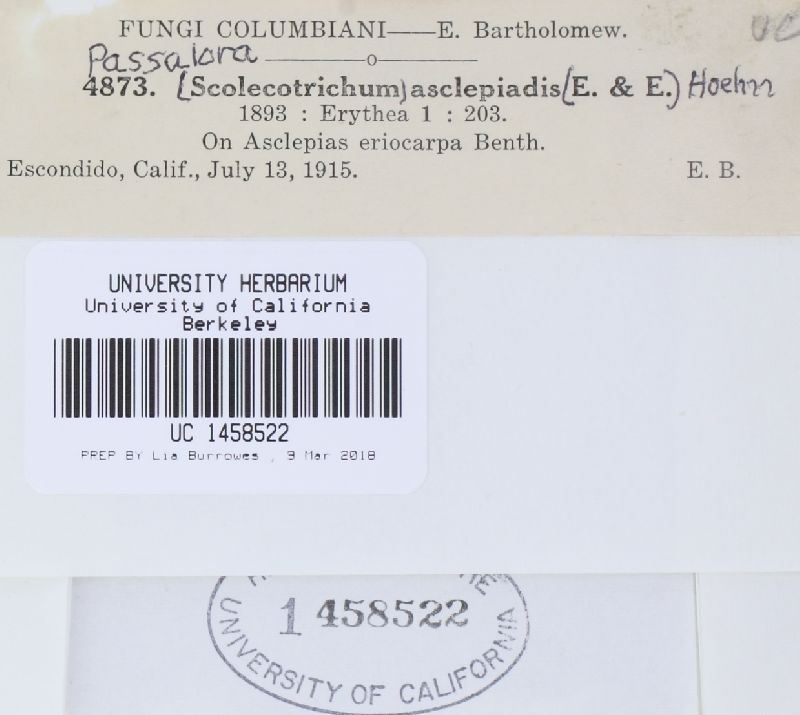 FUNGI COLUMBIANI——E. Bartholomew.
UC
Passalora
o
4873. (Scolecotrichum) asclepiadis (E. & E.) Hoehn
1893 : Erythea 1 : 203.
On Asclepias eriocarpa Benth.
Escondido, Calif., July 13, 1915. E. B.
UNIVERSITY HERBARIUM
University of California
Berkeley
UC 1458522
PREP BY Lia Burrowes , 9 Mar 2018
1458522
UNIVERSITY OF CALIFORNIA